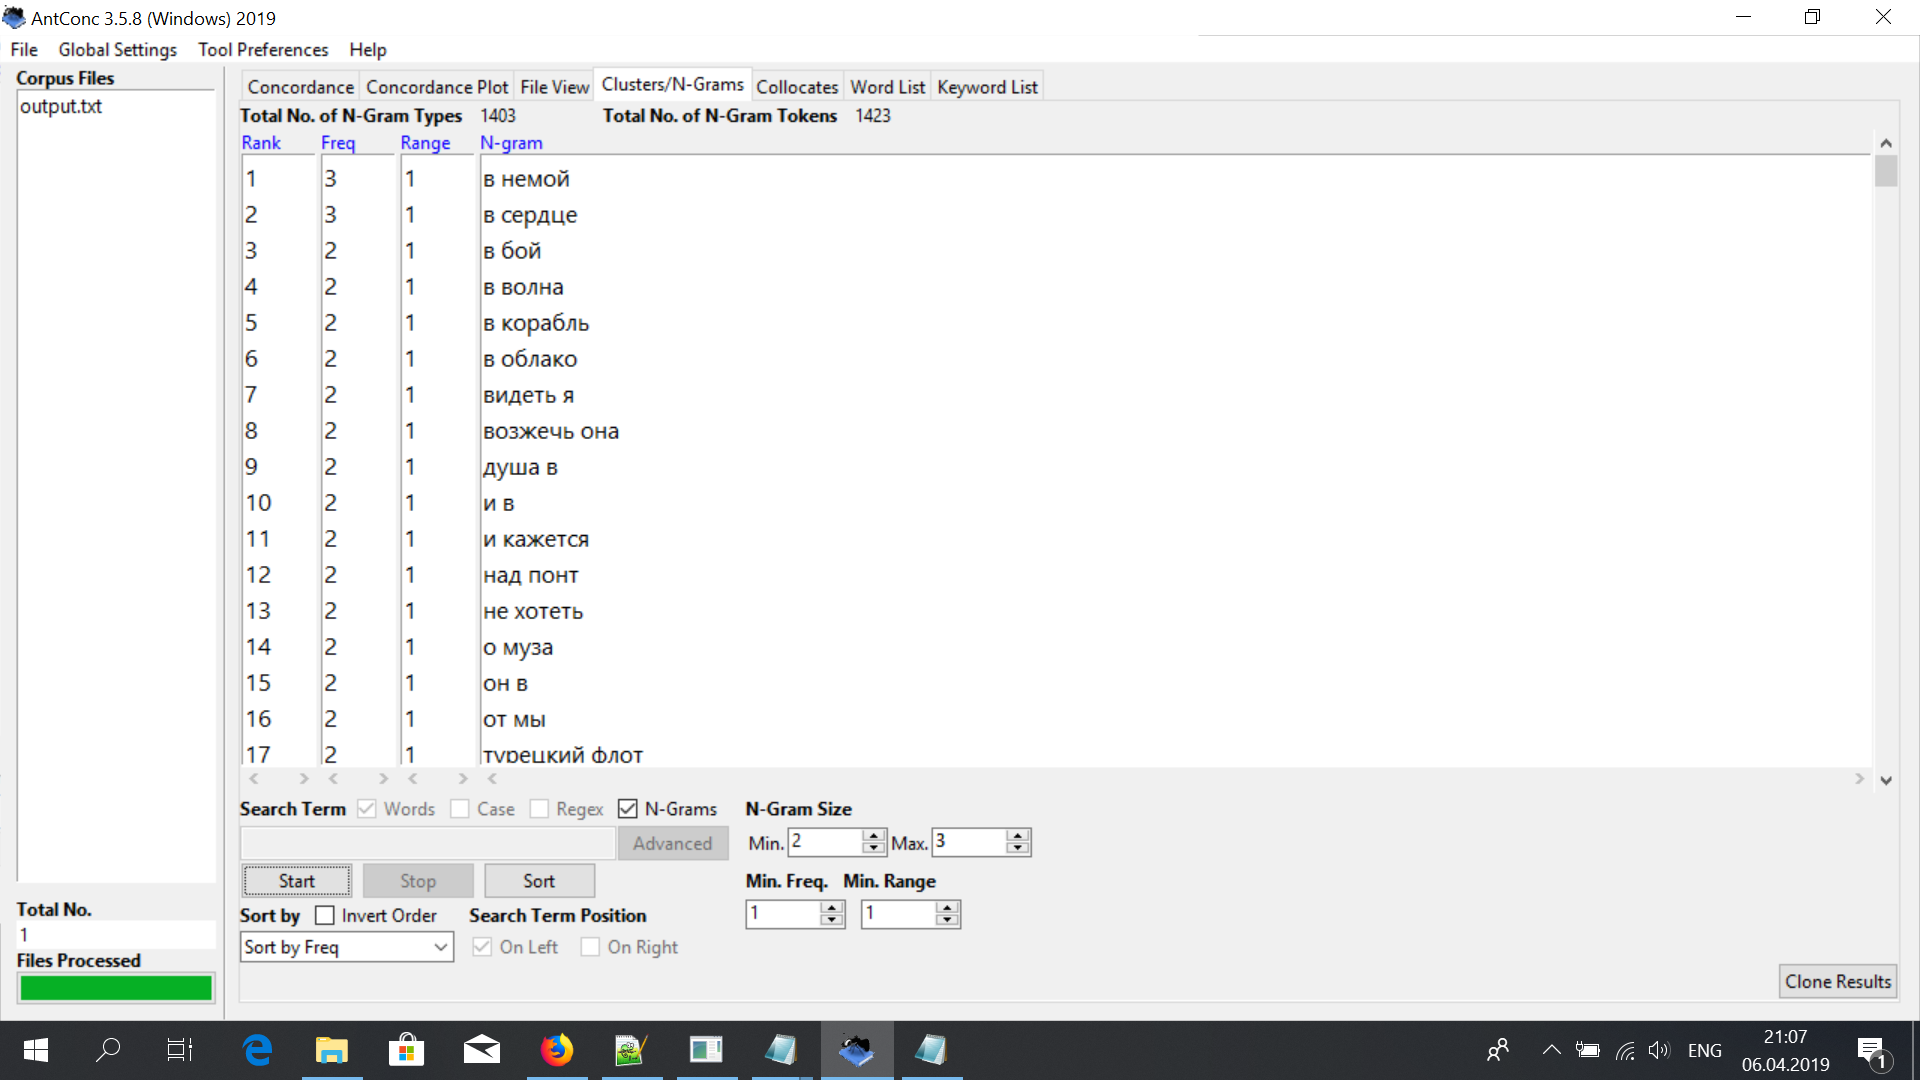 AntConc 3.5.8 (Windows) 2019
File Global Settings Tool Preferences Help
Corpus Files
output.txt
Concordance Concordance Plot File View Clusters/N-Grams Collocates Word List Keyword List
Total No. of N-Gram Types 1403 Total No. of N-Gram Tokens 1423
Rank Freq Range N-gram
1 3 1 в немой
2 3 1 в сердце
3 2 1 в бой
4 2 1 в волна
5 2 1 в корабль
6 2 1 в облако
7 2 1 видеть я
8 2 1 возжечь она
9 2 1 душа в
10 2 1 и в
11 2 1 и кажется
12 2 1 над понт
13 2 1 не хотеть
14 2 1 о муза
15 2 1 он в
16 2 1 от мы
17 2 1 турецкий флот
Search Term Words Case Regex N-Grams N-Gram Size
Advanced Min. 2 Max. 3
Start Stop Sort Min. Freq. Min. Range
Sort by Invert Order Search Term Position 1 1
Sort by Freq On Left On Right
Total No.
1
Files Processed
Clone Results
ENG 21:07
06.04.2019
1